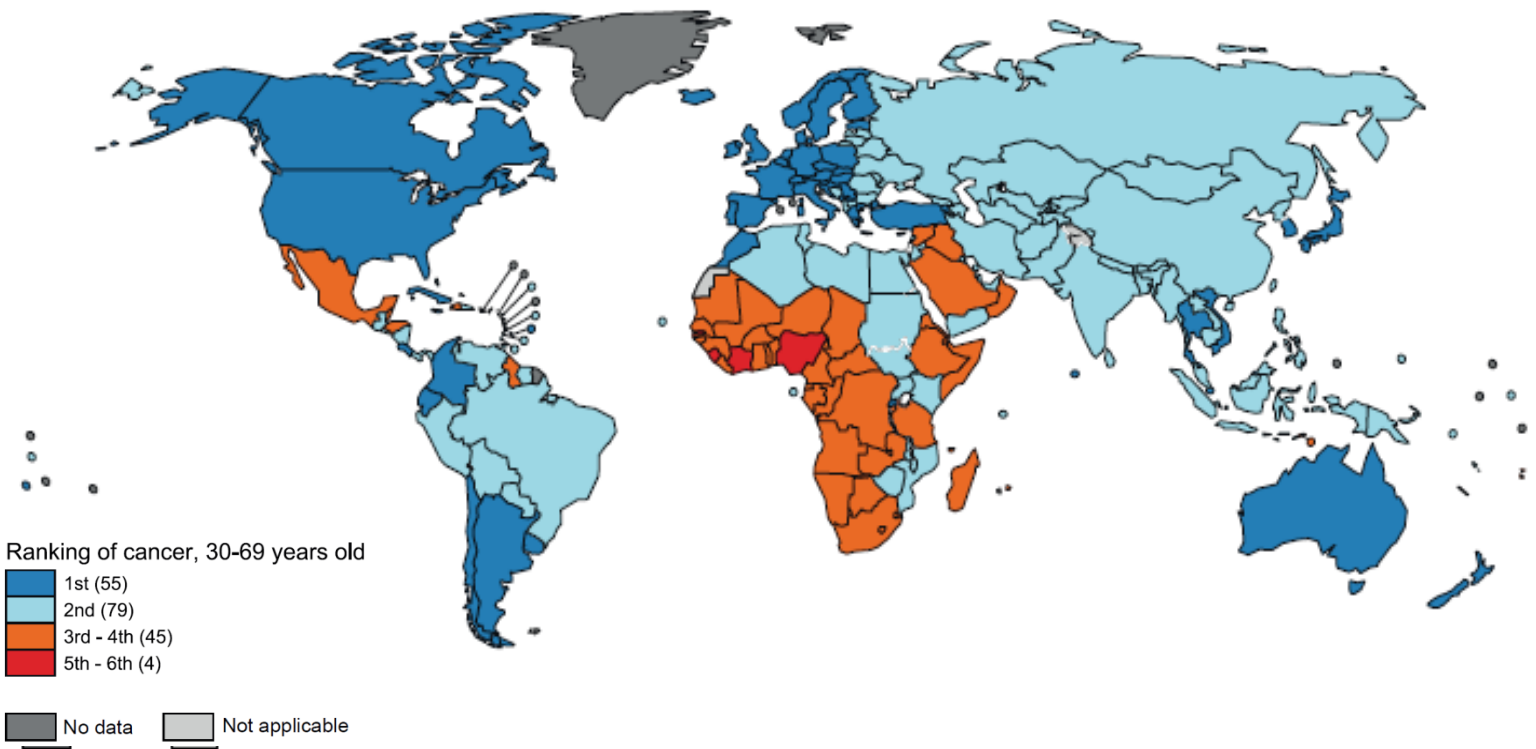 Ranking of cancer, 30-69 years old
1st (55)
2nd (79)
3rd - 4th (45)
5th - 6th (4)
No data
Not applicable